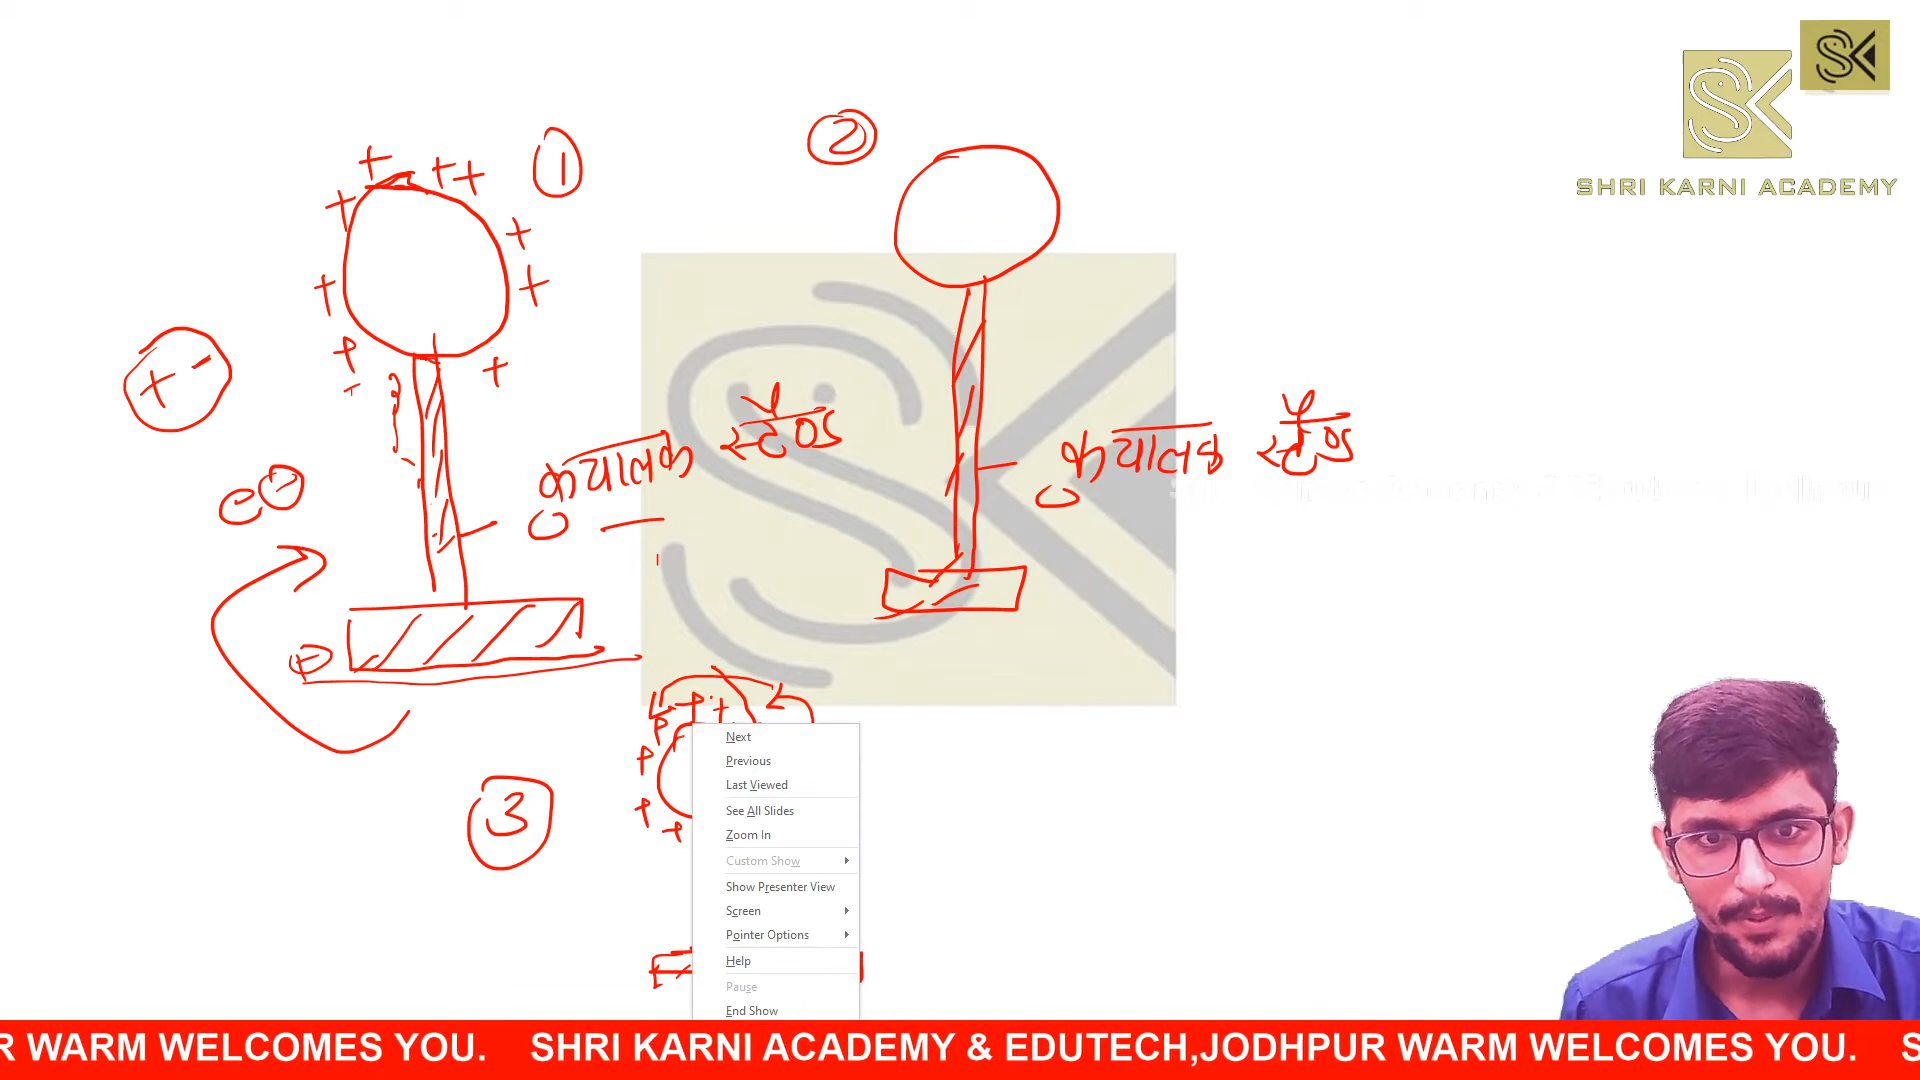 SK
SK
SHRI KARNI ACADEMY
+ + + +
+ +
+ +
+
1
2
+ -
कुचालक स्टैण्ड
कुचालक स्टैण्ड
3
Next
Previous
Last Viewed
See All Slides
Zoom In
Custom Show
Show Presenter View
Screen
Pointer Options
Help
Pause
End Show
R WARM WELCOMES YOU. SHRI KARNI ACADEMY & EDUTECH,JODHPUR WARM WELCOMES YOU. S